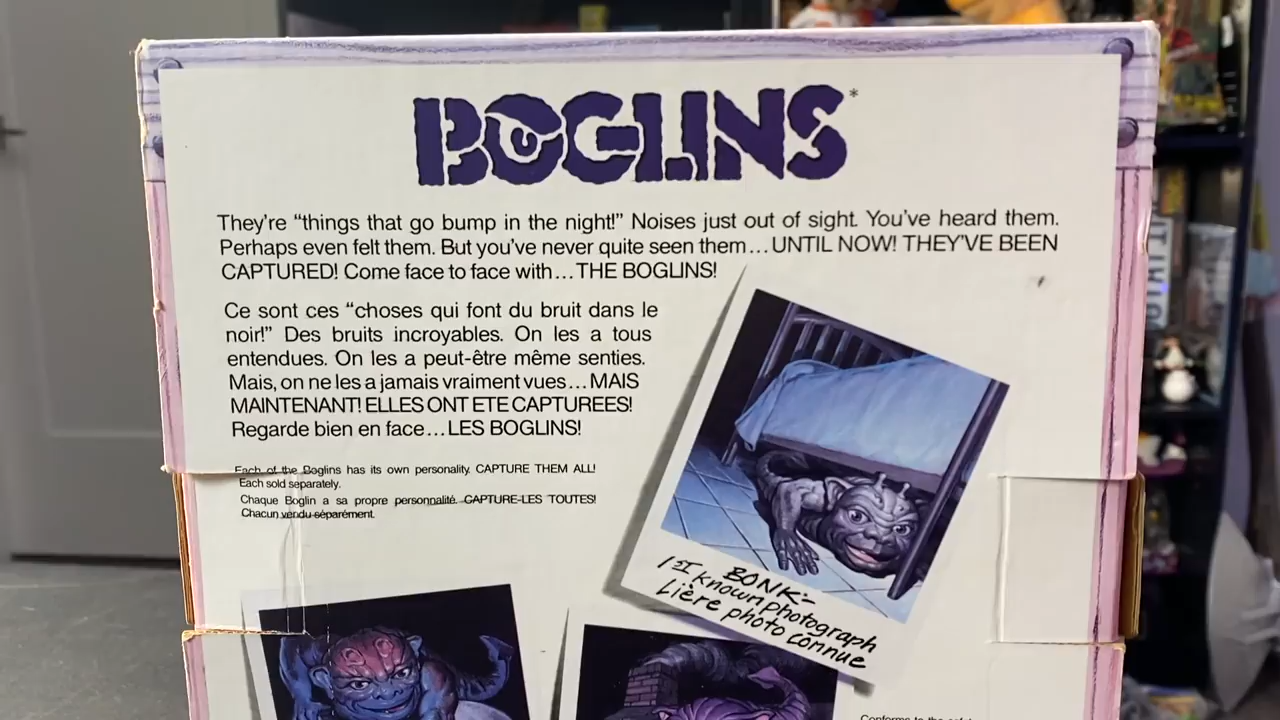 BOGLINS*
They're "things that go bump in the night!" Noises just out of sight. You've heard them.
Perhaps even felt them. But you've never quite seen them...UNTIL NOW! THEY'VE BEEN
CAPTURED! Come face to face with...THE BOGLINS!
Ce sont ces "choses qui font du bruit dans le
noir!" Des bruits incroyables. On les a tous
entendues. On les a peut-être même senties.
Mais, on ne les a jamais vraiment vues...MAIS
MAINTENANT! ELLES ONT ETE CAPTUREES!
Regarde bien en face...LES BOGLINS!
Each of the Boglins has its own personality. CAPTURE THEM ALL!
Each sold separately.
Chaque Boglin a sa propre personnalité. CAPTURE-LES TOUTES!
Chacun vendu séparément.
BONK-
1st known photograph
Lière photo connue
Conforms to the